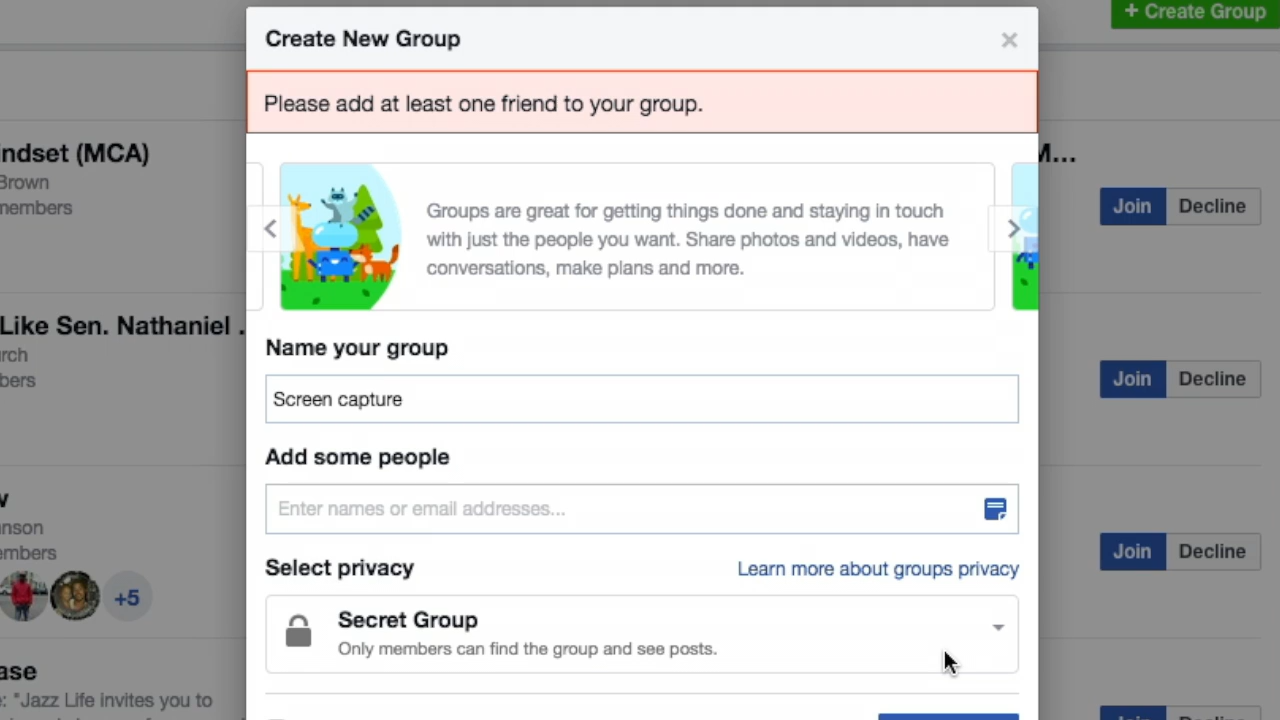 + Create Group
Create New Group
Please add at least one friend to your group.
ndset (MCA)
Brown
members
M...
Join
Decline
Groups are great for getting things done and staying in touch
with just the people you want. Share photos and videos, have
conversations, make plans and more.
Like Sen. Nathaniel .
rch
bers
Join
Decline
Name your group
Screen capture
Add some people
Enter names or email addresses...
nson
embers
+5
Join
Decline
Select privacy
Learn more about groups privacy
Secret Group
Only members can find the group and see posts.
ase
: "Jazz Life invites you to